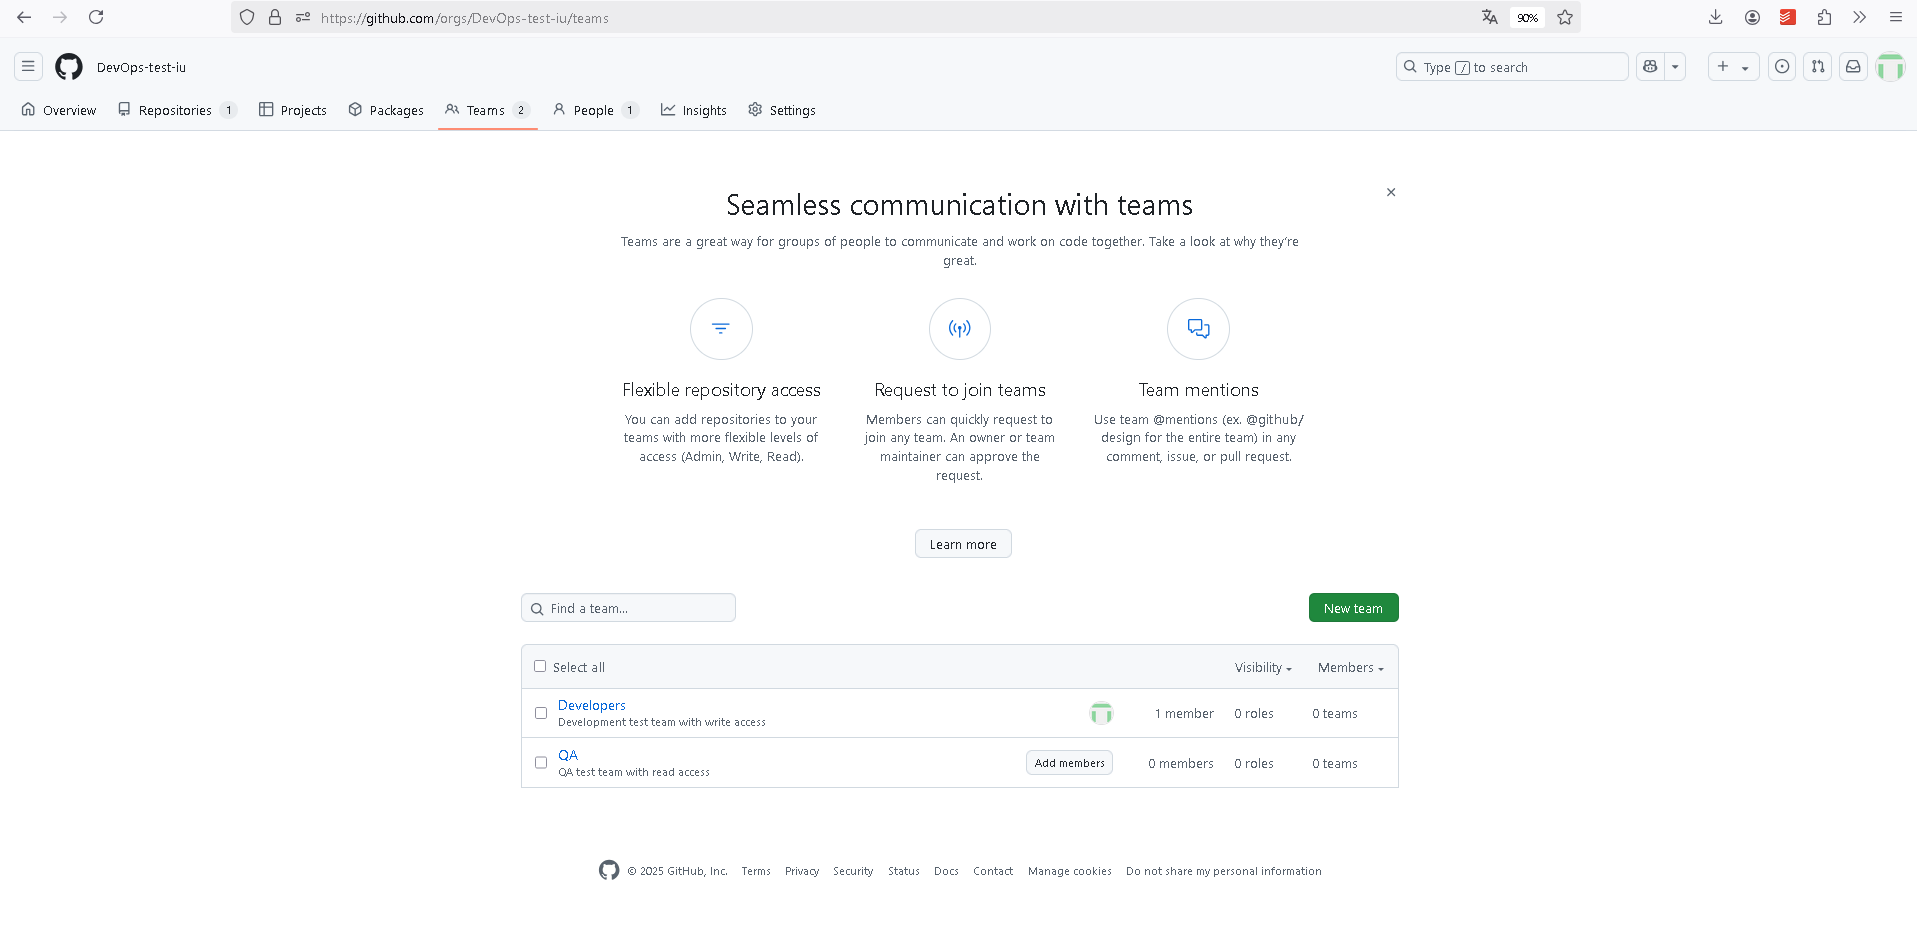 https://github.com/orgs/DevOps-test-iu/teams
90%
DevOps-test-iu
Type / to search
Overview
Repositories 1
Projects
Packages
Teams 2
People 1
Insights
Settings
Seamless communication with teams
Teams are a great way for groups of people to communicate and work on code together. Take a look at why they're
great.
Flexible repository access
You can add repositories to your
teams with more flexible levels of
access (Admin, Write, Read).
Request to join teams
Members can quickly request to
join any team. An owner or team
maintainer can approve the
request.
Team mentions
Use team @mentions (ex. @github/
design for the entire team) in any
comment, issue, or pull request.
Learn more
Find a team...
New team
Select all
Visibility
Members
Developers
Development test team with write access
1 member
0 roles
0 teams
QA
QA test team with read access
Add members
0 members
0 roles
0 teams
© 2025 GitHub, Inc.
Terms
Privacy
Security
Status
Docs
Contact
Manage cookies
Do not share my personal information